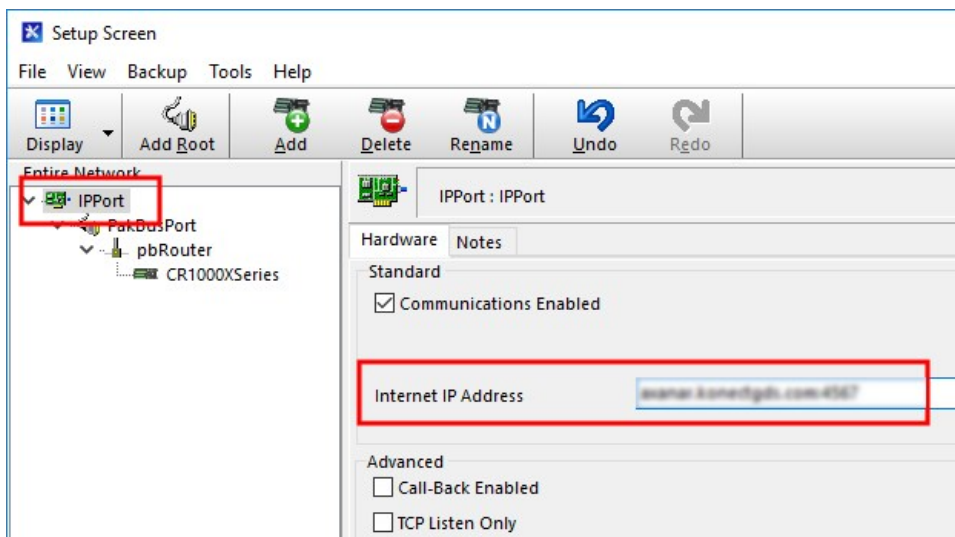 Setup Screen
File View Backup Tools Help
Display Add Root Add Delete Rename Undo Redo
Entire Network
IPPort
PakBusPort
pbRouter
CR1000XSeries
IPPort : IPPort
Hardware Notes
Standard
Communications Enabled
Internet IP Address
Advanced
Call-Back Enabled
TCP Listen Only